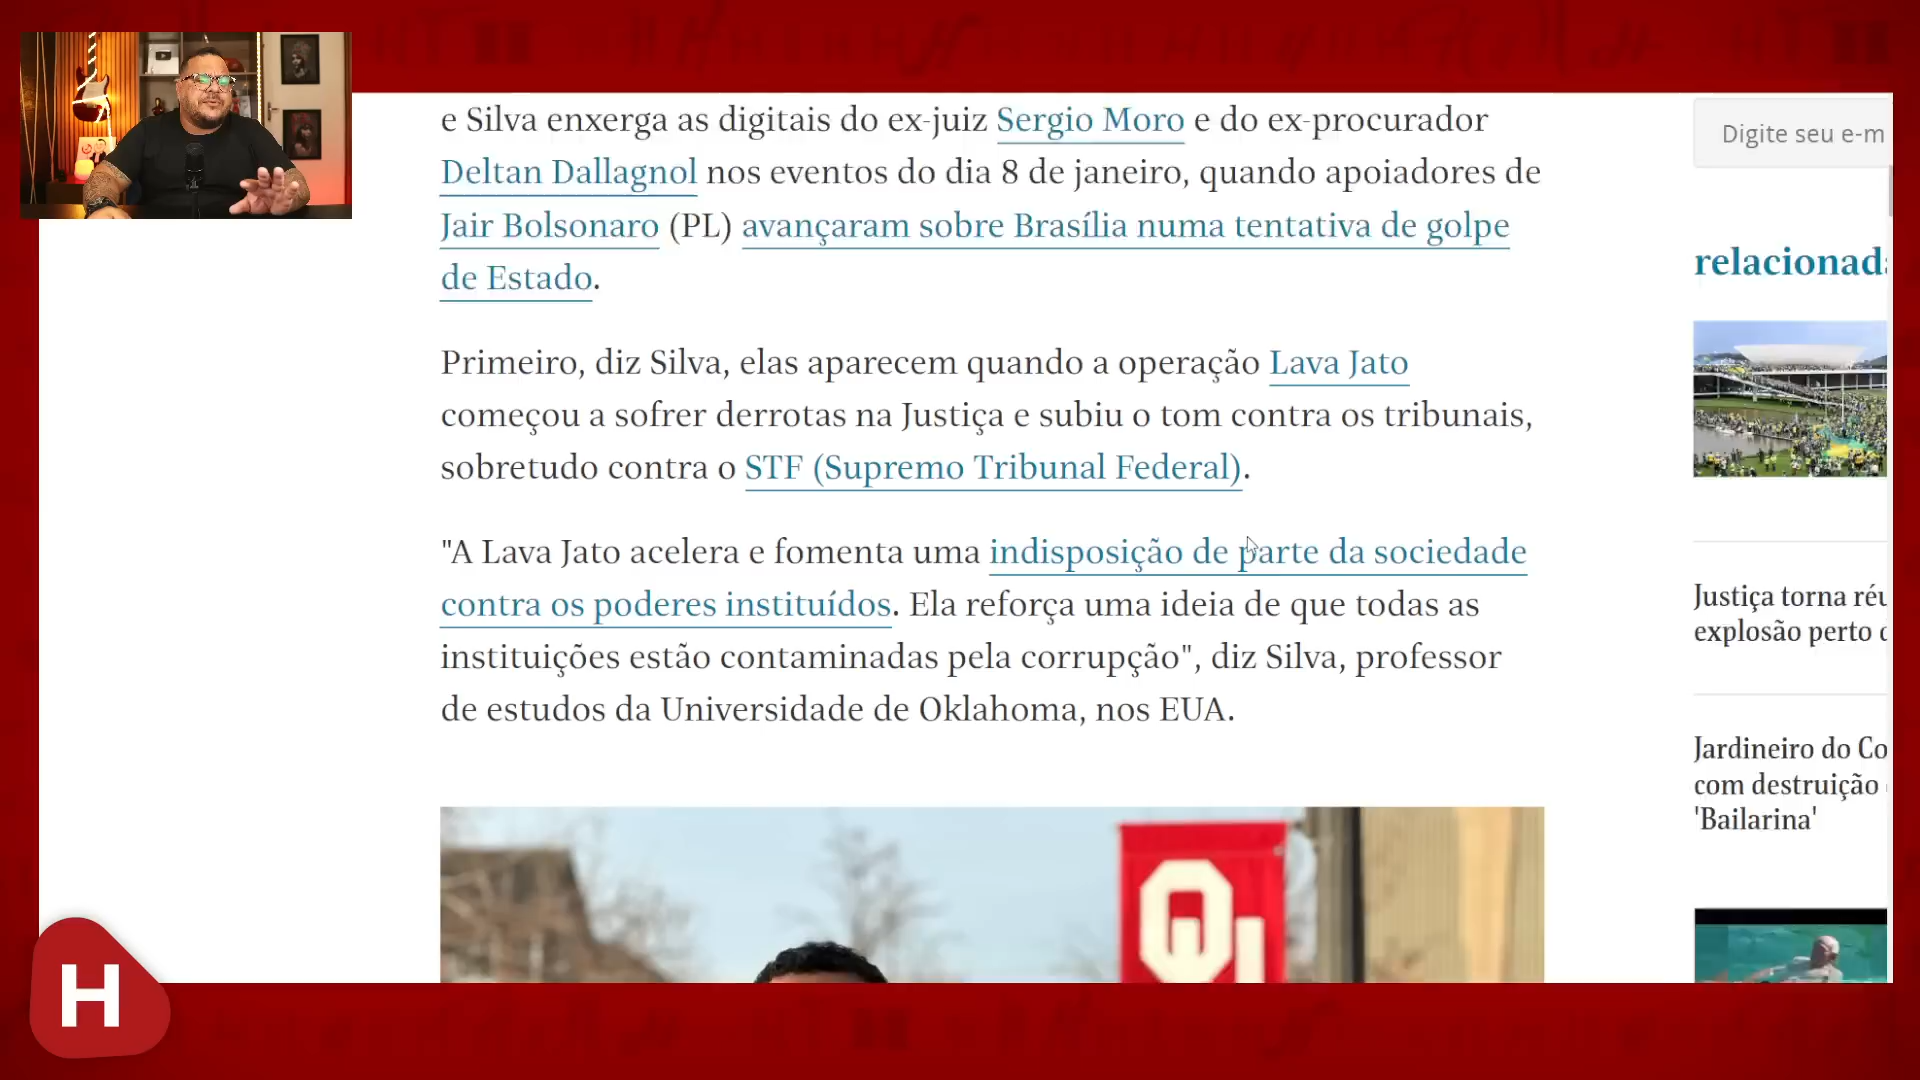 e Silva enxerga as digitais do ex-juiz Sergio Moro e do ex-procurador
Deltan Dallagnol nos eventos do dia 8 de janeiro, quando apoiadores de
Jair Bolsonaro (PL) avançaram sobre Brasília numa tentativa de golpe
de Estado.
Primeiro, diz Silva, elas aparecem quando a operação Lava Jato
começou a sofrer derrotas na Justiça e subiu o tom contra os tribunais,
sobretudo contra o STF (Supremo Tribunal Federal).
"A Lava Jato acelera e fomenta uma indisposição de parte da sociedade
contra os poderes instituídos. Ela reforça uma ideia de que todas as
instituições estão contaminadas pela corrupção", diz Silva, professor
de estudos da Universidade de Oklahoma, nos EUA.
Digite seu e-m
relacionad
Justiça torna réu
explosão perto d
Jardineiro do Co
com destruição
'Bailarina'
H